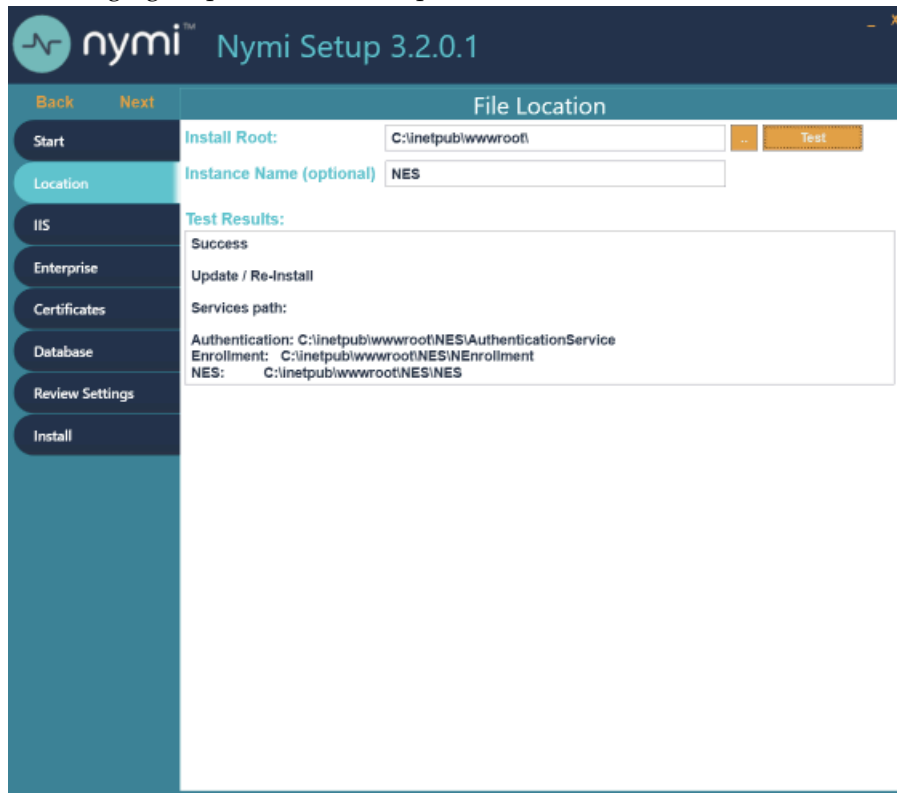 nymi™ Nymi Setup 3.2.0.1
_ x
Back Next
File Location
Start
Install Root: C:\inetpub\wwwroot\ .. Test
Location
Instance Name (optional) NES
IIS
Test Results:
Success
Enterprise
Update / Re-Install
Certificates
Services path:
Database
Authentication: C:\inetpub\wwwroot\NES\AuthenticationService
Enrollment: C:\inetpub\wwwroot\NES\NEnrollment
NES: C:\inetpub\wwwroot\NES\NES
Review Settings
Install